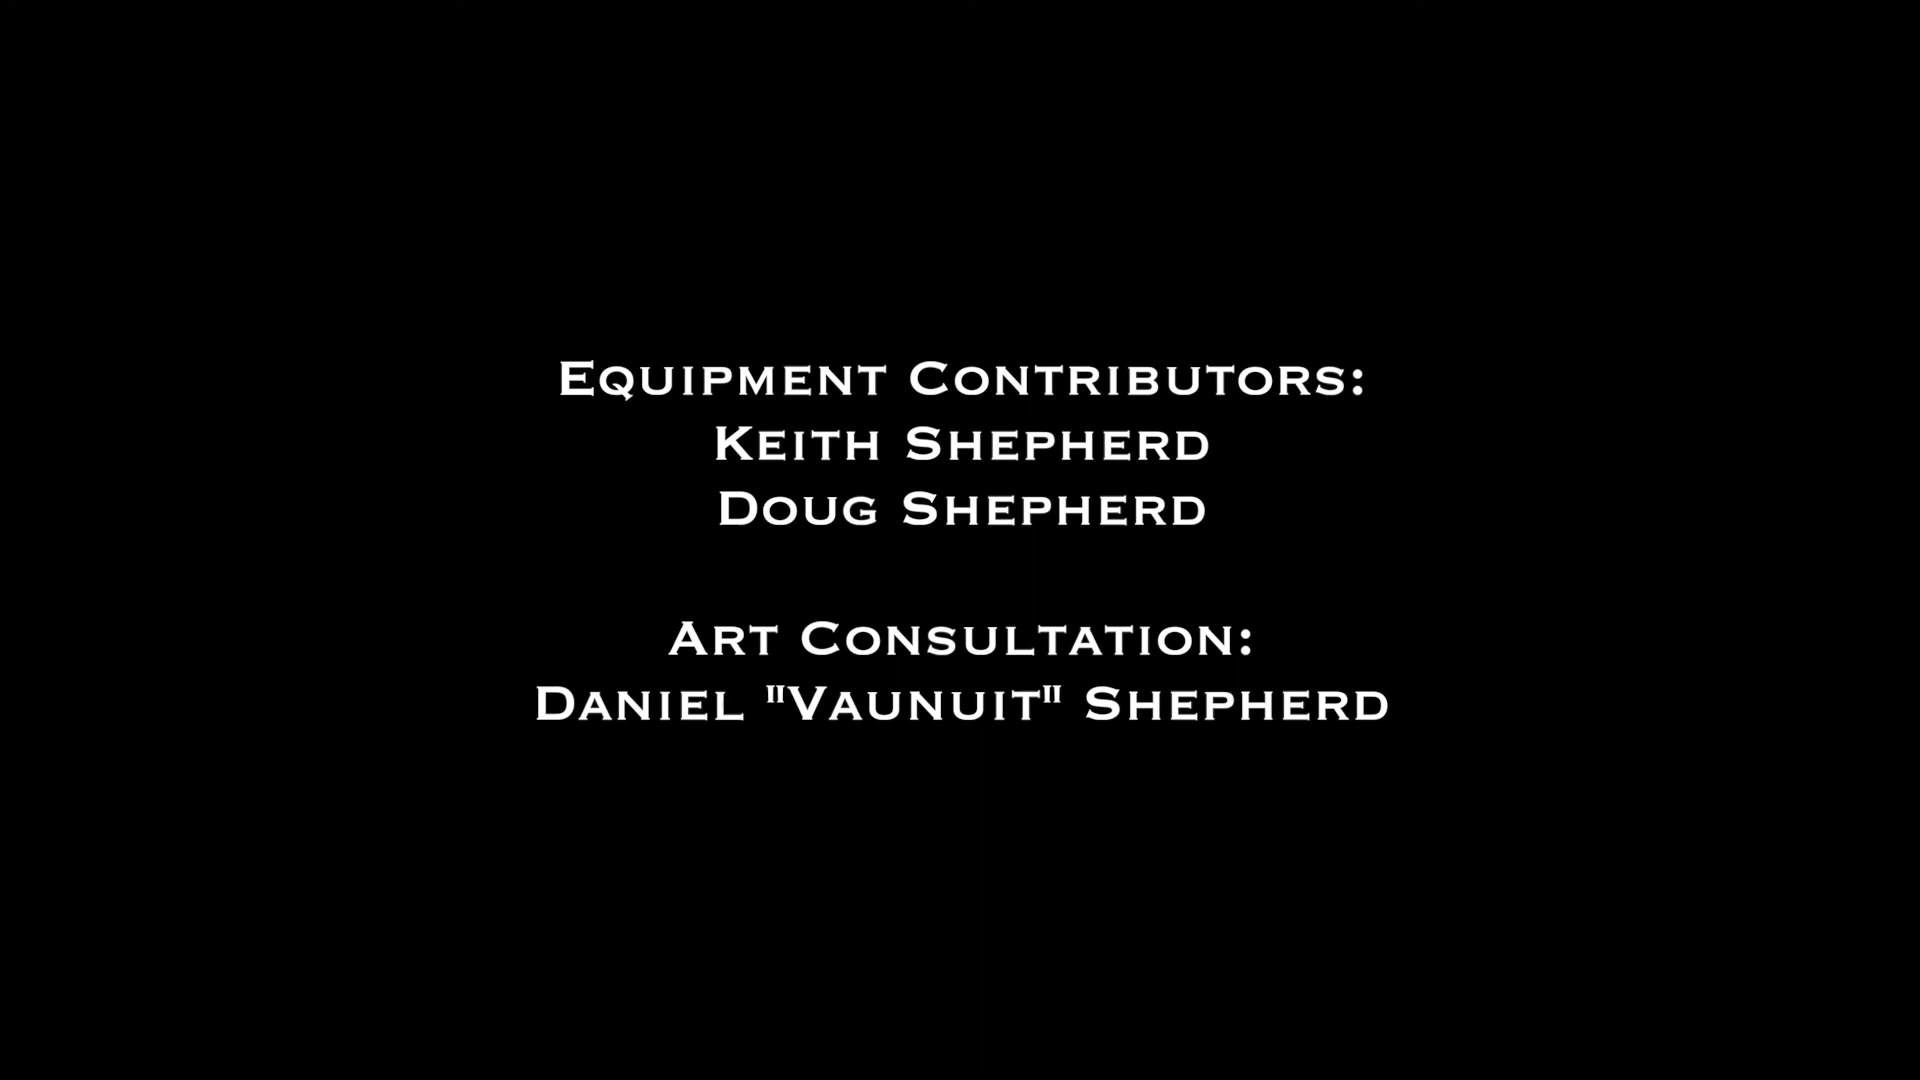 Equipment Contributors:
Keith Shepherd
Doug Shepherd
Art Consultation:
Daniel "Vaunuit" Shepherd